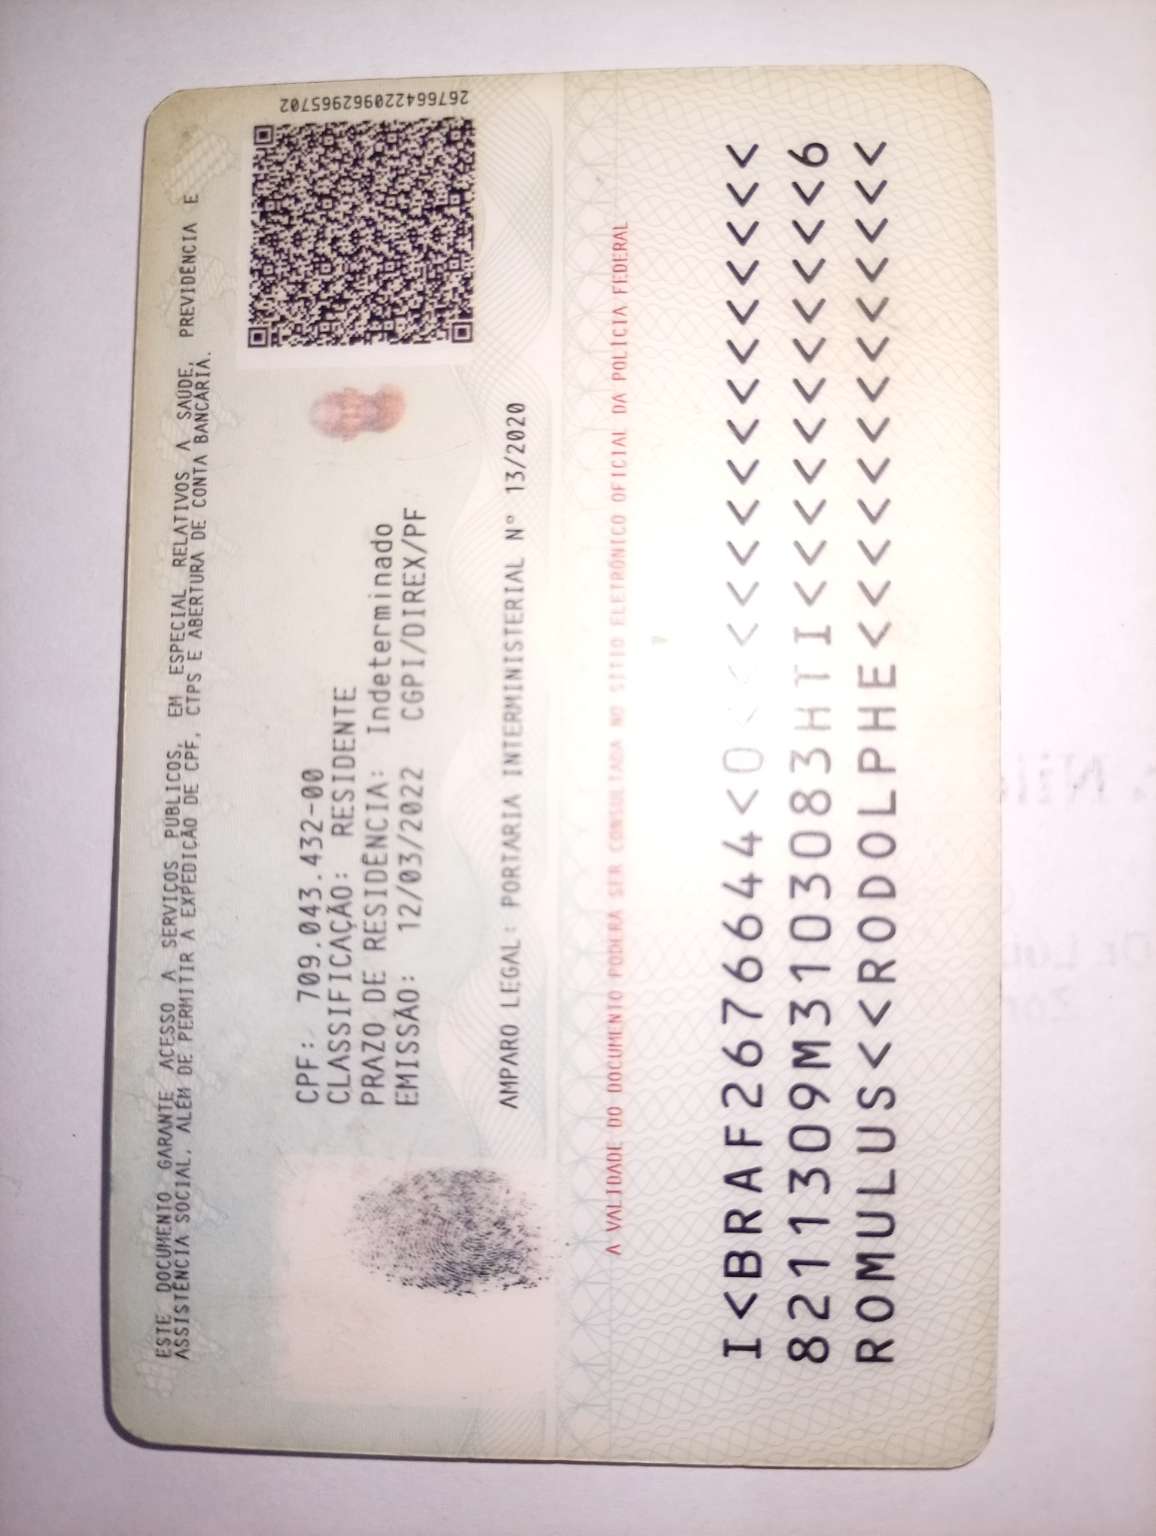 ESTE DOCUMENTO GARANTE ACESSO A SERVIÇOS PÚBLICOS, EM ESPECIAL RELATIVOS A SAÚDE, PREVIDÊNCIA E
ASSISTÊNCIA SOCIAL, ALÉM DE PERMITIR A EXPEDIÇÃO DE CPF, CTPS E ABERTURA DE CONTA BANCÁRIA.
CPF: 709.043.432-00
CLASSIFICAÇÃO: RESIDENTE
PRAZO DE RESIDÊNCIA: Indeterminado
EMISSÃO: 12/03/2022 CGPI/DIREX/PF
AMPARO LEGAL: PORTARIA INTERMINISTERIAL Nº 13/2020
2676644220962965702
A VALIDADE DO DOCUMENTO PODERÁ SER CONSULTADA NO SÍTIO ELETRÔNICO OFICIAL DA POLÍCIA FEDERAL
I<BRAF2676644<0<<<<<<<<<<<<<<<
8211309M3103083HTI<<<<<<<<<<<6
ROMULUS<<RODOLPHE<<<<<<<<<<<<<